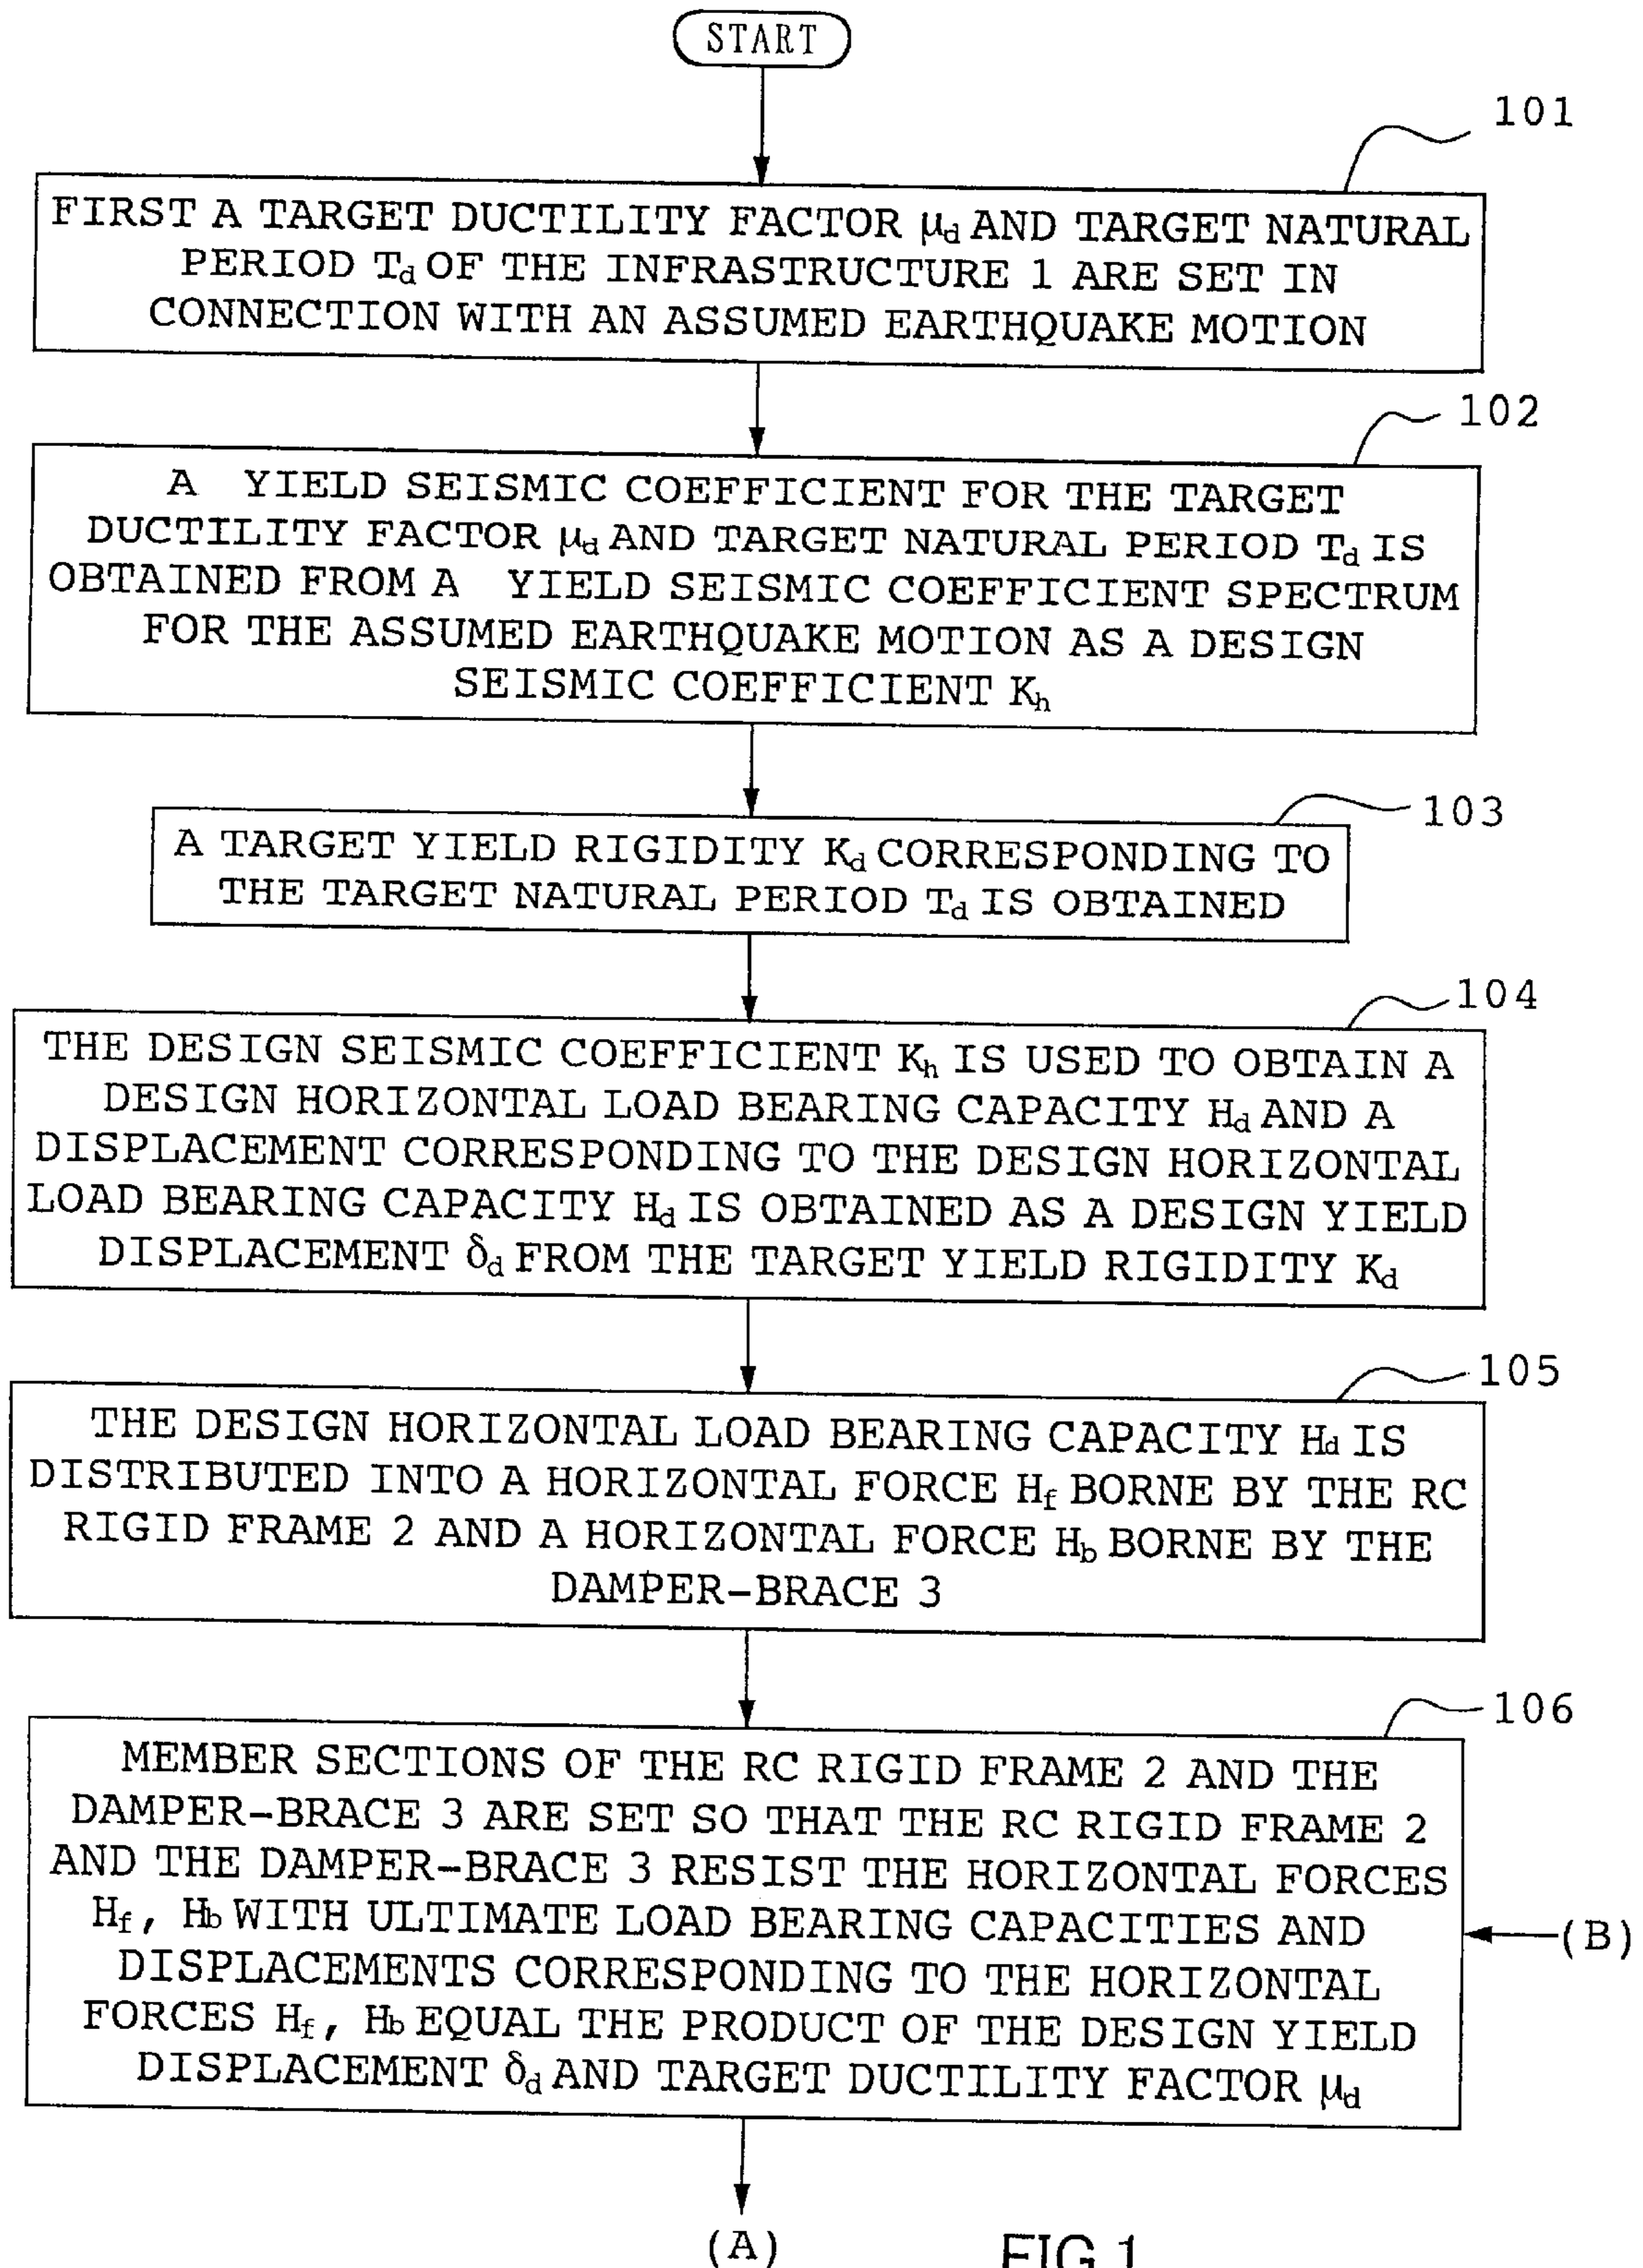 START
101
FIRST A TARGET DUCTILITY FACTOR μd AND TARGET NATURAL
PERIOD Td OF THE INFRASTRUCTURE 1 ARE SET IN
CONNECTION WITH AN ASSUMED EARTHQUAKE MOTION
102
A YIELD SEISMIC COEFFICIENT FOR THE TARGET
DUCTILITY FACTOR μd AND TARGET NATURAL PERIOD Td IS
OBTAINED FROM A YIELD SEISMIC COEFFICIENT SPECTRUM
FOR THE ASSUMED EARTHQUAKE MOTION AS A DESIGN
SEISMIC COEFFICIENT Kh
103
A TARGET YIELD RIGIDITY Kd CORRESPONDING TO
THE TARGET NATURAL PERIOD Td IS OBTAINED
104
THE DESIGN SEISMIC COEFFICIENT Kh IS USED TO OBTAIN A
DESIGN HORIZONTAL LOAD BEARING CAPACITY Hd AND A
DISPLACEMENT CORRESPONDING TO THE DESIGN HORIZONTAL
LOAD BEARING CAPACITY Hd IS OBTAINED AS A DESIGN YIELD
DISPLACEMENT δd FROM THE TARGET YIELD RIGIDITY Kd
105
THE DESIGN HORIZONTAL LOAD BEARING CAPACITY Hd IS
DISTRIBUTED INTO A HORIZONTAL FORCE Hf BORNE BY THE RC
RIGID FRAME 2 AND A HORIZONTAL FORCE Hb BORNE BY THE
DAMPER-BRACE 3
106
MEMBER SECTIONS OF THE RC RIGID FRAME 2 AND THE
DAMPER-BRACE 3 ARE SET SO THAT THE RC RIGID FRAME 2
AND THE DAMPER-BRACE 3 RESIST THE HORIZONTAL FORCES
Hf, Hb WITH ULTIMATE LOAD BEARING CAPACITIES AND
DISPLACEMENTS CORRESPONDING TO THE HORIZONTAL
FORCES Hf, Hb EQUAL THE PRODUCT OF THE DESIGN YIELD
DISPLACEMENT δd AND TARGET DUCTILITY FACTOR μd
(B)
(A)
FIG.1